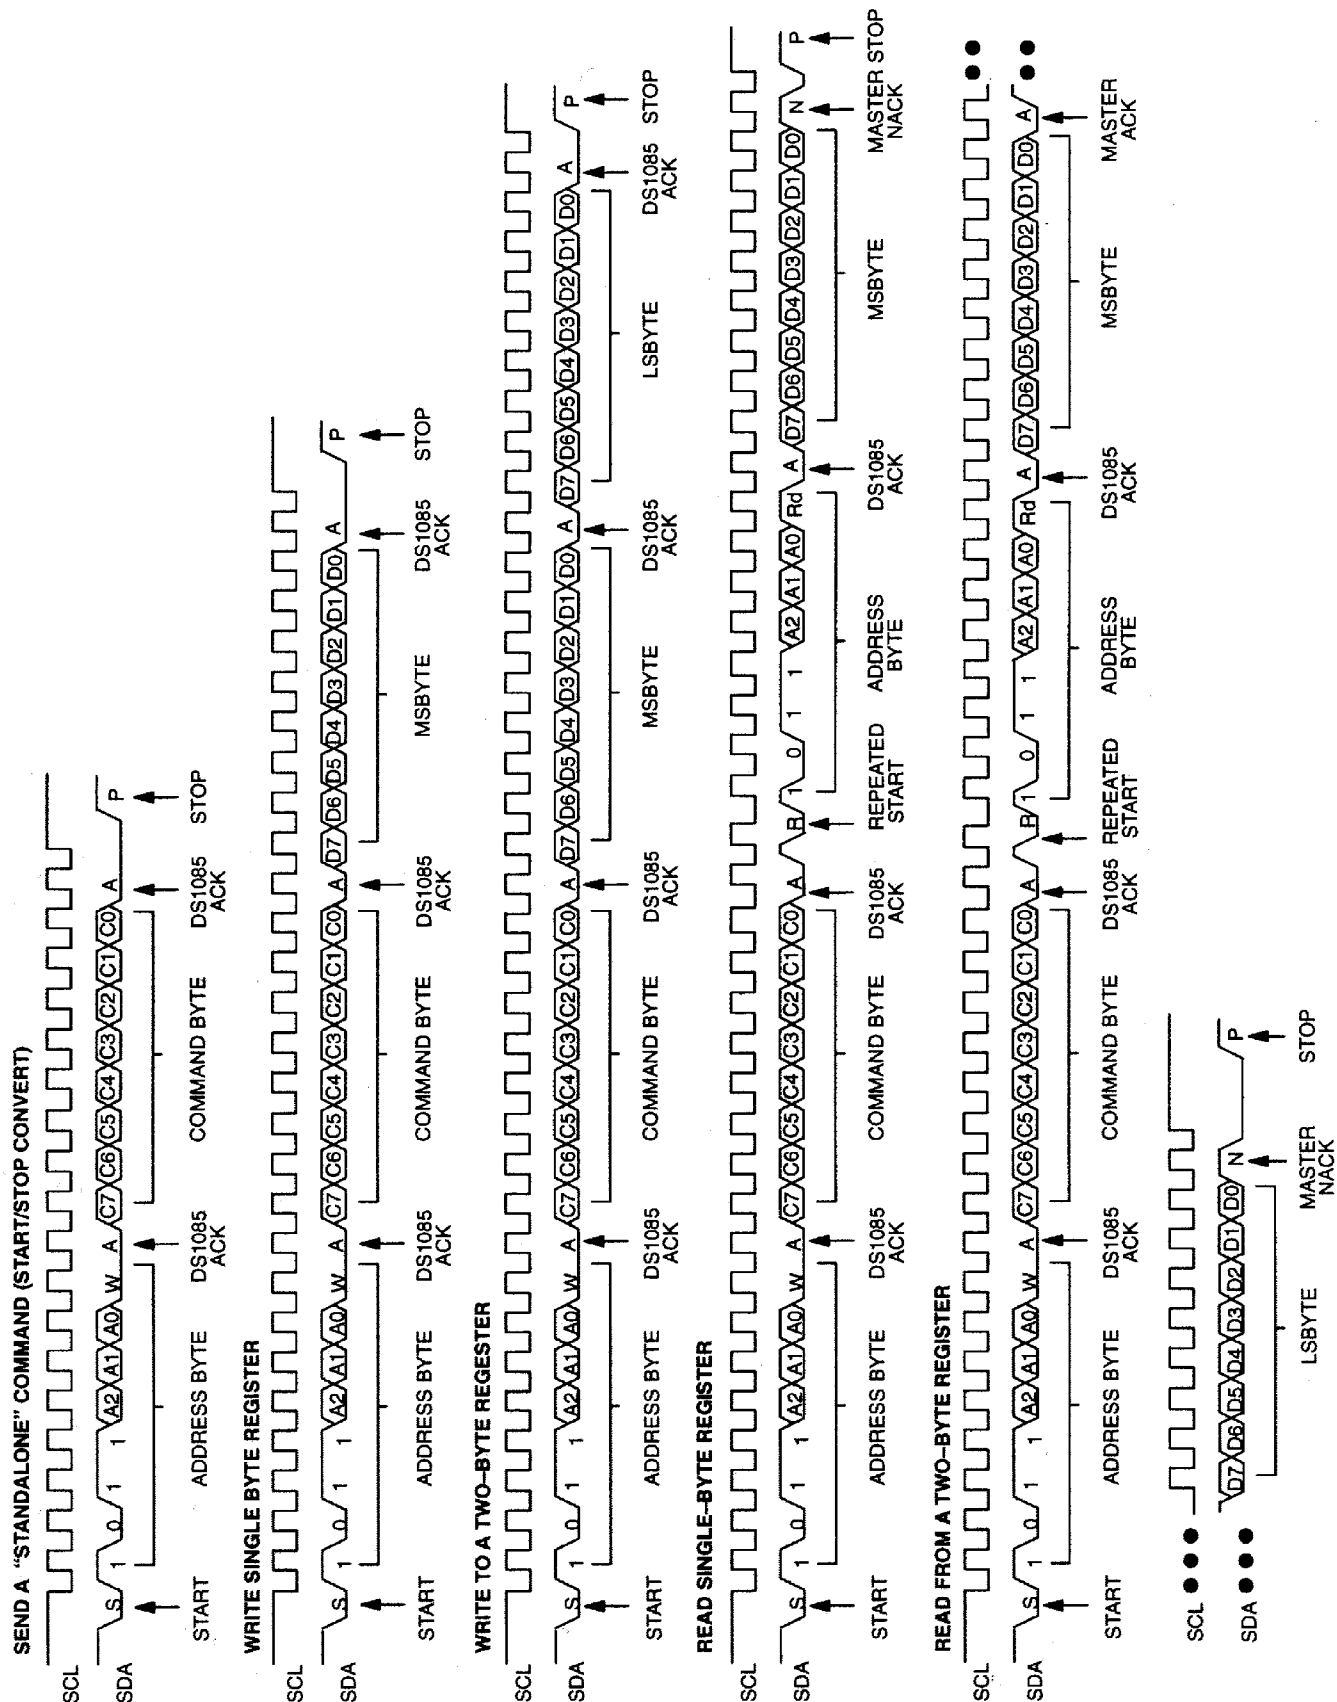 SEND A "STANDALONE" COMMAND (START/STOP CONVERT)
SCL
SDA S 1 0 1 1 A2 A1 A0 W A C7 C6 C5 C4 C3 C2 C1 C0 A P
START ADDRESS BYTE DS1085 ACK COMMAND BYTE DS1085 ACK STOP
WRITE SINGLE BYTE REGISTER
SCL
SDA S 1 0 1 1 A2 A1 A0 W A C7 C6 C5 C4 C3 C2 C1 C0 A D7 D6 D5 D4 D3 D2 D1 D0 A P
START ADDRESS BYTE DS1085 ACK COMMAND BYTE DS1085 ACK MSBYTE DS1085 ACK STOP
WRITE TO A TWO–BYTE REGESTER
SCL
SDA S 1 0 1 1 A2 A1 A0 W A C7 C6 C5 C4 C3 C2 C1 C0 A D7 D6 D5 D4 D3 D2 D1 D0 A D7 D6 D5 D4 D3 D2 D1 D0 A P
START ADDRESS BYTE DS1085 ACK COMMAND BYTE DS1085 ACK MSBYTE DS1085 ACK LSBYTE DS1085 ACK STOP
READ SINGLE–BYTE REGISTER
SCL
SDA S 1 0 1 1 A2 A1 A0 W A C7 C6 C5 C4 C3 C2 C1 C0 A R 1 0 1 1 A2 A1 A0 Rd A D7 D6 D5 D4 D3 D2 D1 D0 N P
START ADDRESS BYTE DS1085 ACK COMMAND BYTE DS1085 ACK REPEATED START ADDRESS BYTE DS1085 ACK MSBYTE MASTER NACK STOP
READ FROM A TWO–BYTE REGISTER
SCL
SDA S 1 0 1 1 A2 A1 A0 W A C7 C6 C5 C4 C3 C2 C1 C0 A R 1 0 1 1 A2 A1 A0 Rd A D7 D6 D5 D4 D3 D2 D1 D0 A
START ADDRESS BYTE DS1085 ACK COMMAND BYTE DS1085 ACK REPEATED START ADDRESS BYTE DS1085 ACK MSBYTE MASTER ACK
SCL
SDA D7 D6 D5 D4 D3 D2 D1 D0 N P
LSBYTE MASTER NACK STOP